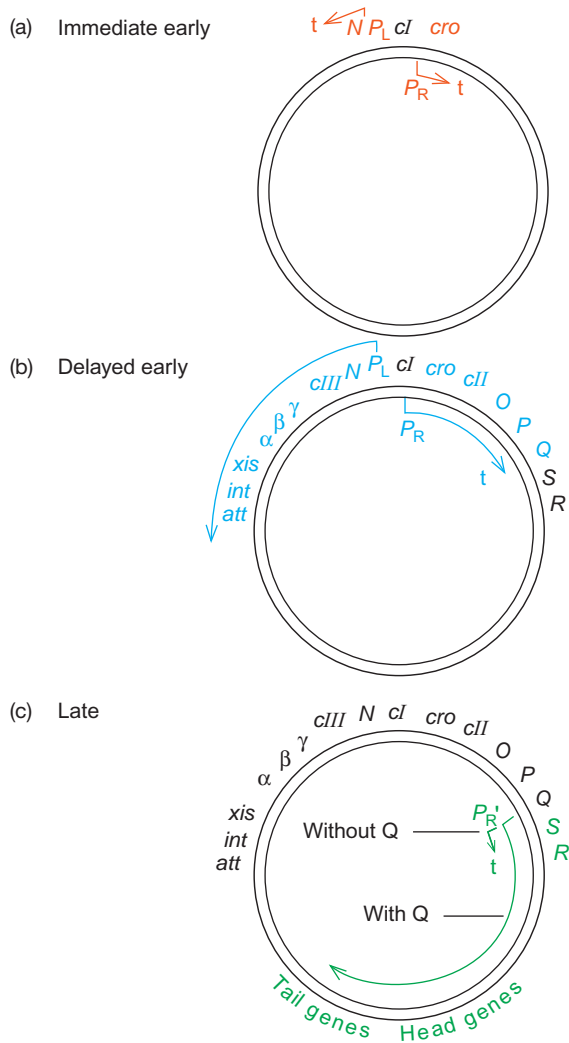 (a) Immediate early
t N PL cI cro
PR t
(b) Delayed early
α β γ cIII N PL cI cro cII O P Q S R
xis
int
att
PR
t
(c) Late
α β γ cIII N cI cro cII O P Q S R
xis
int
att
PR'
Without Q
t
With Q
Tail genes Head genes